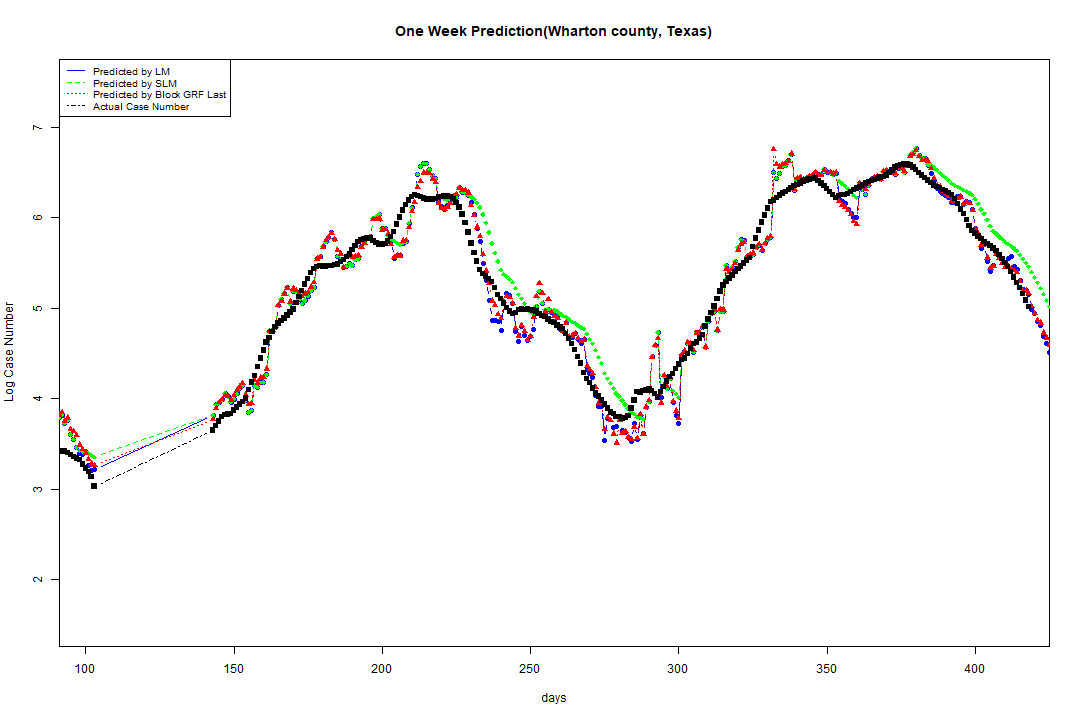 One Week Prediction(Wharton county, Texas)
Predicted by LM
Predicted by SLM
Predicted by Block GRF Last
Actual Case Number
7
6
5
4
3
2
Log Case Number
100 150 200 250 300 350 400
days